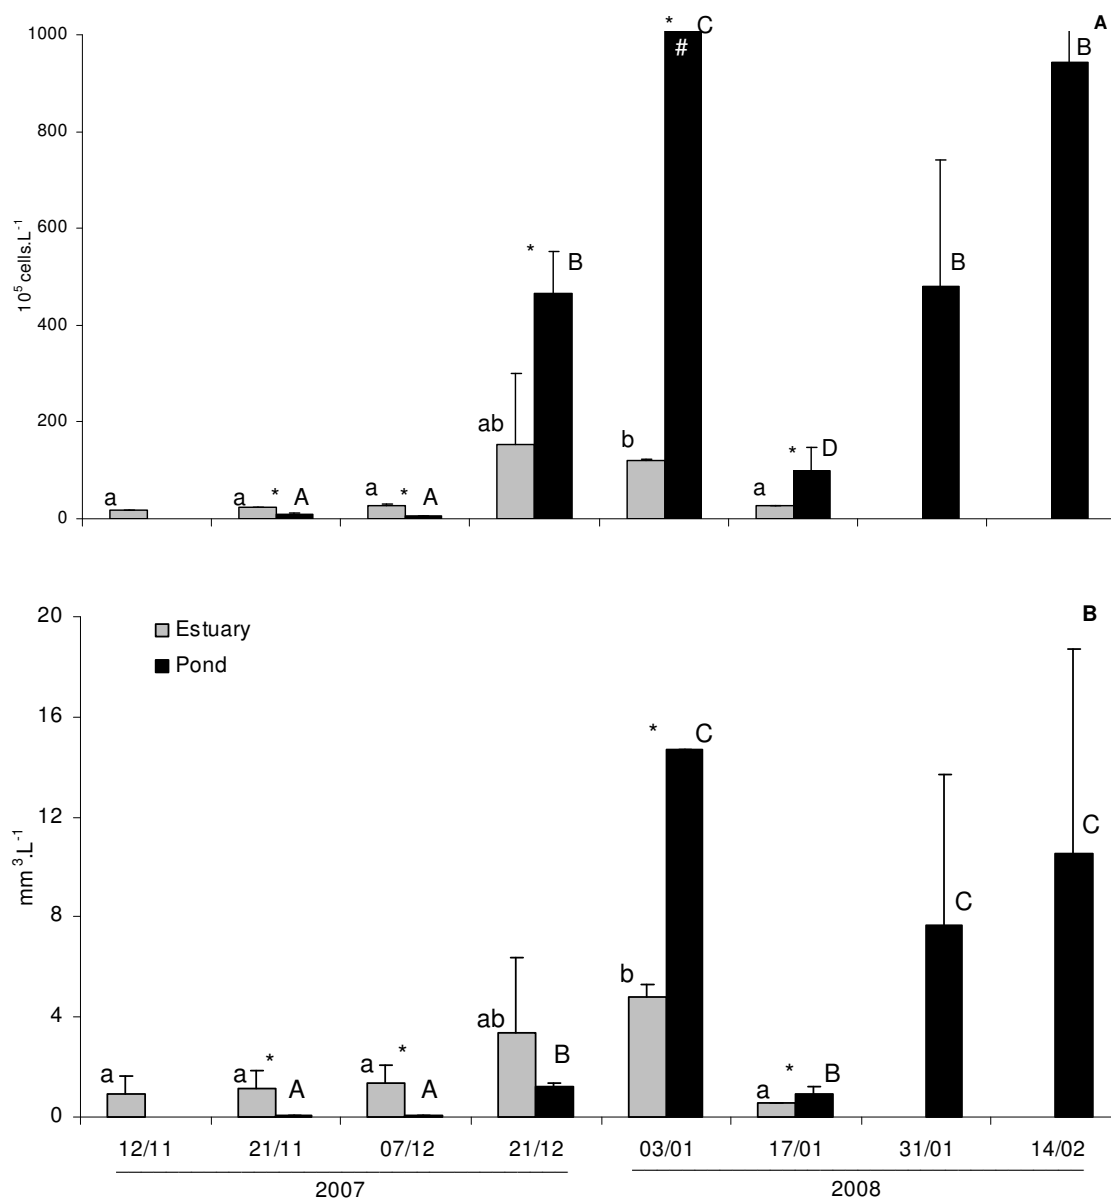 A
1000
* C
#
B
800
600
* B
B
10⁵ cells.L⁻¹
400
ab
b
* D
200
a
a * A
a * A
a
0
B
20
Estuary
Pond
16
* C
12
C
mm³.L⁻¹
C
8
b
4
ab
B
a * A
a * A
a
a * B
0
12/11 21/11 07/12 21/12 03/01 17/01 31/01 14/02
2007 2008